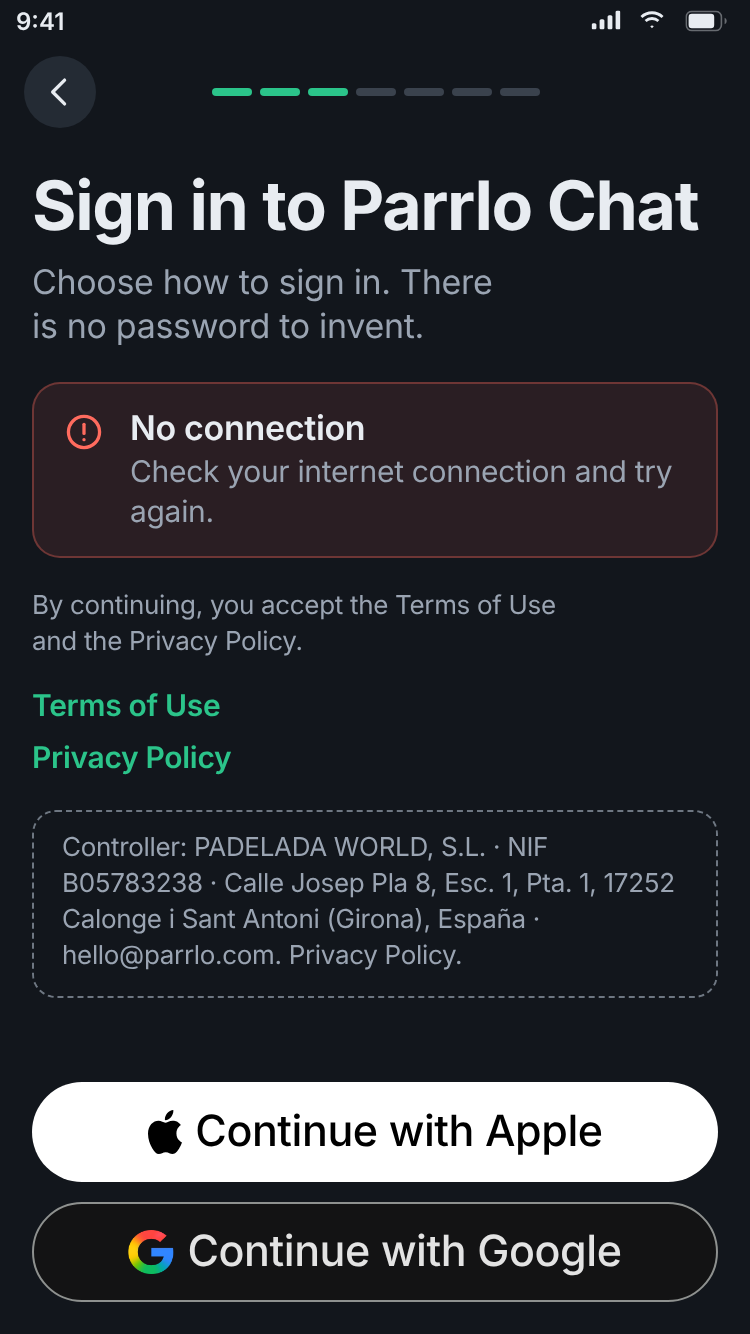 9:41
Sign in to Parrlo Chat
Choose how to sign in. There
is no password to invent.
No connection
Check your internet connection and try
again.
By continuing, you accept the Terms of Use
and the Privacy Policy.
Terms of Use
Privacy Policy
Controller: PADELADA WORLD, S.L. · NIF
B05783238 · Calle Josep Pla 8, Esc. 1, Pta. 1, 17252
Calonge i Sant Antoni (Girona), España ·
hello@parrlo.com. Privacy Policy.
Continue with Apple
Continue with Google